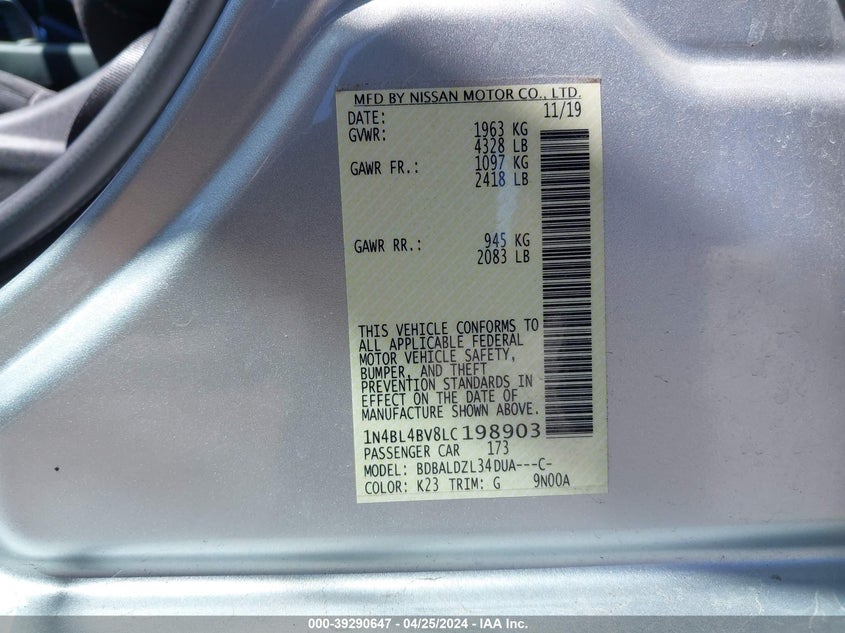 MFD BY NISSAN MOTOR CO., LTD.
DATE: 11/19
GVWR: 1963 KG
4328 LB
GAWR FR.: 1097 KG
2418 LB
GAWR RR.: 945 KG
2083 LB
THIS VEHICLE CONFORMS TO
ALL APPLICABLE FEDERAL
MOTOR VEHICLE SAFETY,
BUMPER, AND THEFT
PREVENTION STANDARDS IN
EFFECT ON THE DATE OF
MANUFACTURE SHOWN ABOVE.
1N4BL4BV8LC198903
PASSENGER CAR 173
MODEL: BDBALDZL34DUA---C-
COLOR: K23 TRIM: G 9N00A
000-39290647 - 04/25/2024 - IAA Inc.